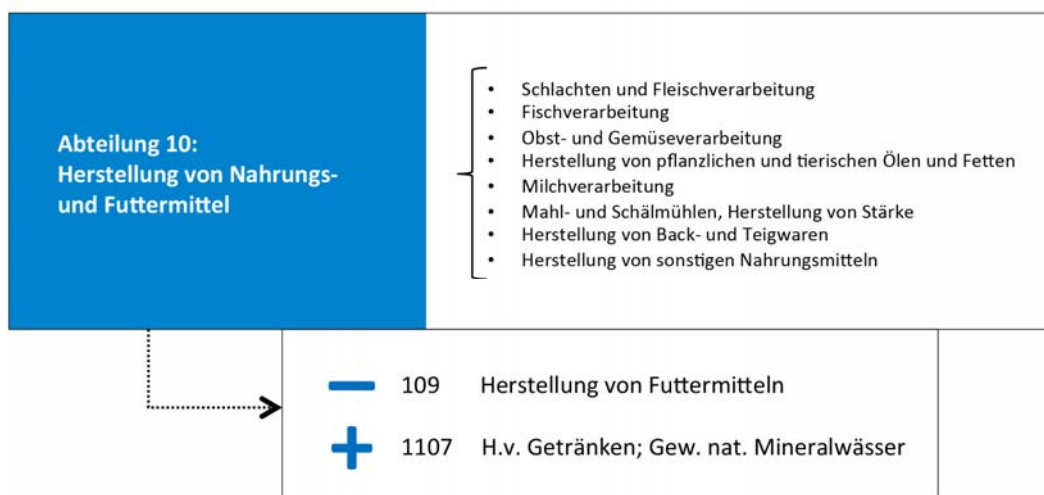 Abteilung 10:
Herstellung von Nahrungs-
und Futtermittel
• Schlachten und Fleischverarbeitung
• Fischverarbeitung
• Obst- und Gemüseverarbeitung
• Herstellung von pflanzlichen und tierischen Ölen und Fetten
• Milchverarbeitung
• Mahl- und Schälmühlen, Herstellung von Stärke
• Herstellung von Back- und Teigwaren
• Herstellung von sonstigen Nahrungsmitteln
109 Herstellung von Futtermitteln
1107 H.v. Getränken; Gew. nat. Mineralwässer